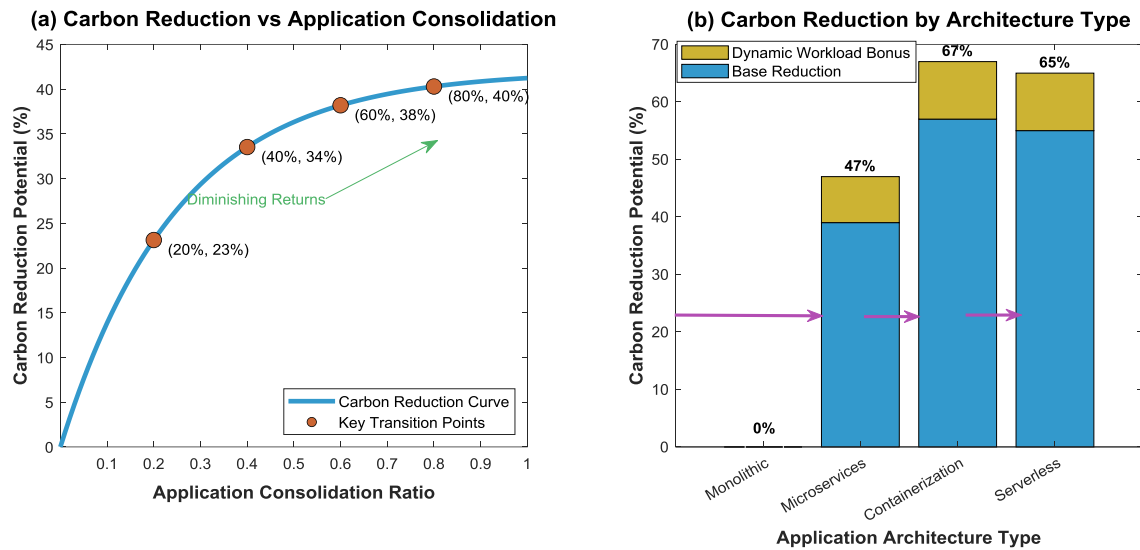 (a) Carbon Reduction vs Application Consolidation
45
40
35
30
25
20
15
10
5
0
Carbon Reduction Potential (%)
(80%, 40%)
(60%, 38%)
(40%, 34%)
Diminishing Returns
(20%, 23%)
Carbon Reduction Curve
Key Transition Points
0.1 0.2 0.3 0.4 0.5 0.6 0.7 0.8 0.9 1
Application Consolidation Ratio
(b) Carbon Reduction by Architecture Type
70
60
50
40
30
20
10
0
Carbon Reduction Potential (%)
Dynamic Workload Bonus
Base Reduction
0%
47%
67%
65%
Monolithic
Microservices
Containerization
Serverless
Application Architecture Type